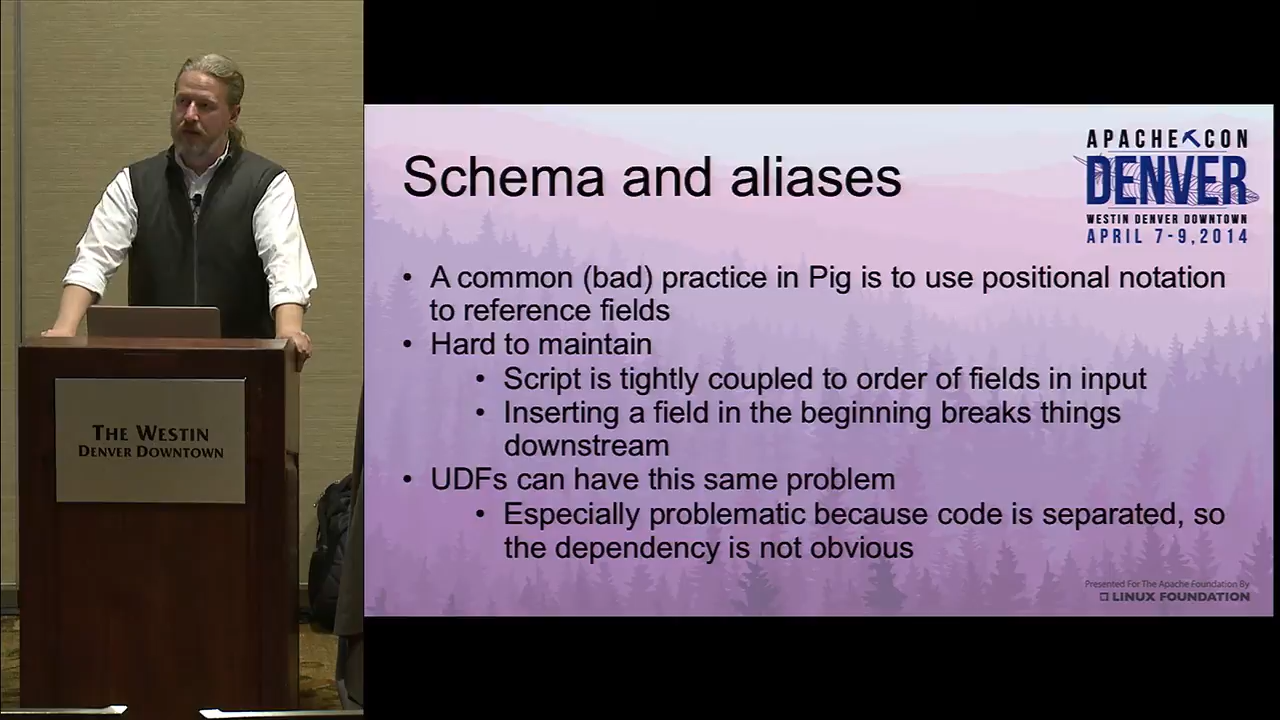 THE WESTIN
DENVER DOWNTOWN
Schema and aliases
APACHE CON
DENVER
WESTIN DENVER DOWNTOWN
APRIL 7-9, 2014
• A common (bad) practice in Pig is to use positional notation
to reference fields
• Hard to maintain
• Script is tightly coupled to order of fields in input
• Inserting a field in the beginning breaks things
downstream
• UDFs can have this same problem
• Especially problematic because code is separated, so
the dependency is not obvious
Presented For The Apache Foundation By
LINUX FOUNDATION